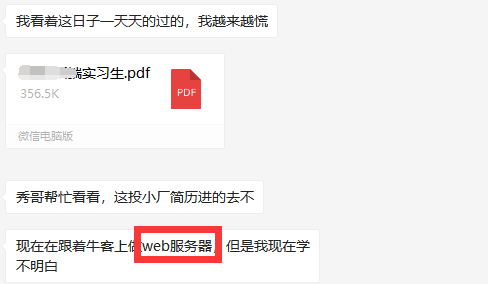 我看着这日子一天天的过的，我越来越慌
端实习生.pdf
356.5K
PDF
微信电脑版
秀哥帮忙看看，这投小厂简历进的去不
现在在跟着牛客上做web服务器，但是我现在学
不明白